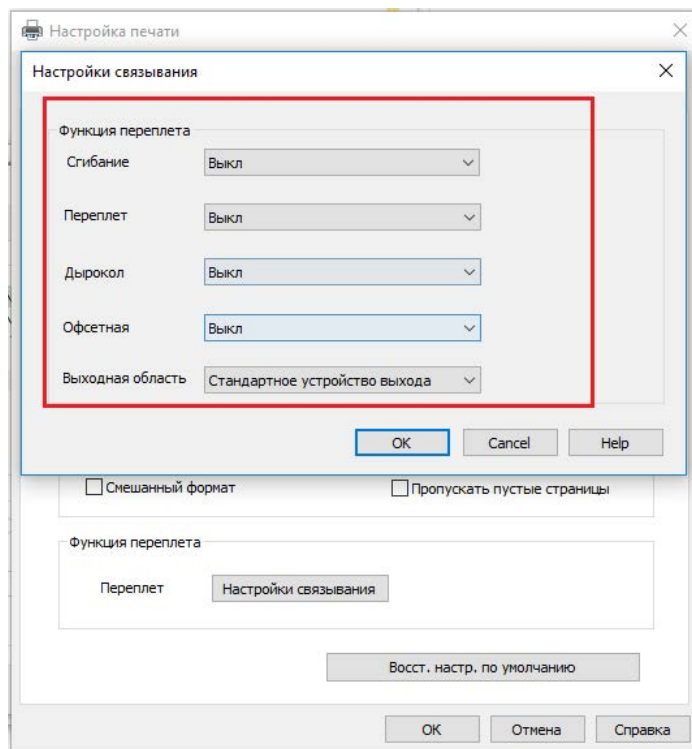 Настройка печати
Настройки связывания
Функция переплета
Сгибание Выкл
Переплет Выкл
Дырокол Выкл
Офсетная Выкл
Выходная область Стандартное устройство выхода
OK Cancel Help
Смешанный формат Пропускать пустые страницы
Функция переплета
Переплет Настройки связывания
Восст. настр. по умолчанию
OK Отмена Справка